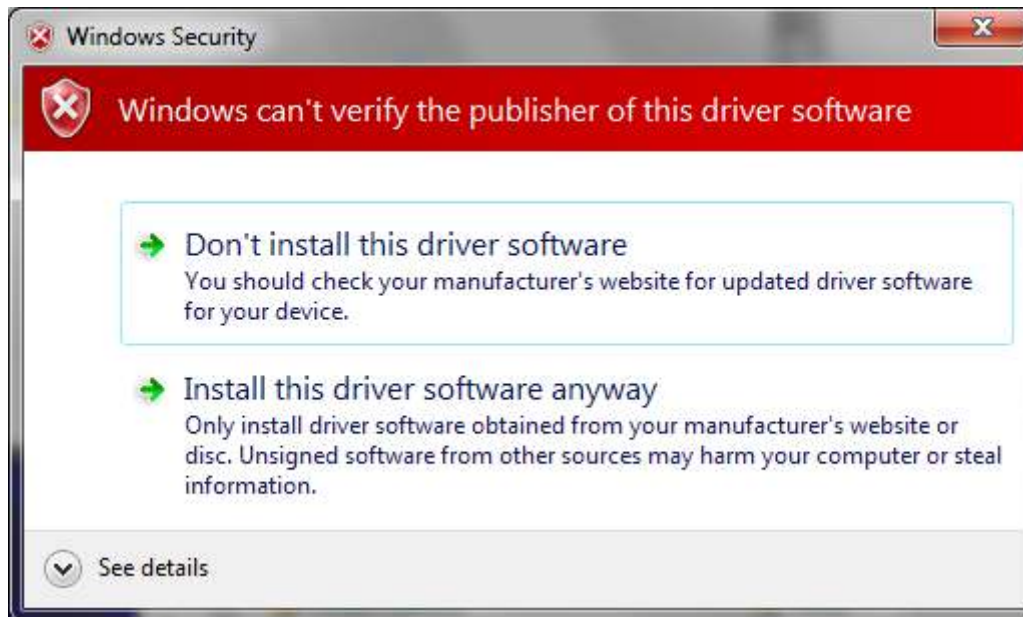 Windows Security
Windows can't verify the publisher of this driver software
Don't install this driver software
You should check your manufacturer's website for updated driver software
for your device.
Install this driver software anyway
Only install driver software obtained from your manufacturer's website or
disc. Unsigned software from other sources may harm your computer or steal
information.
See details